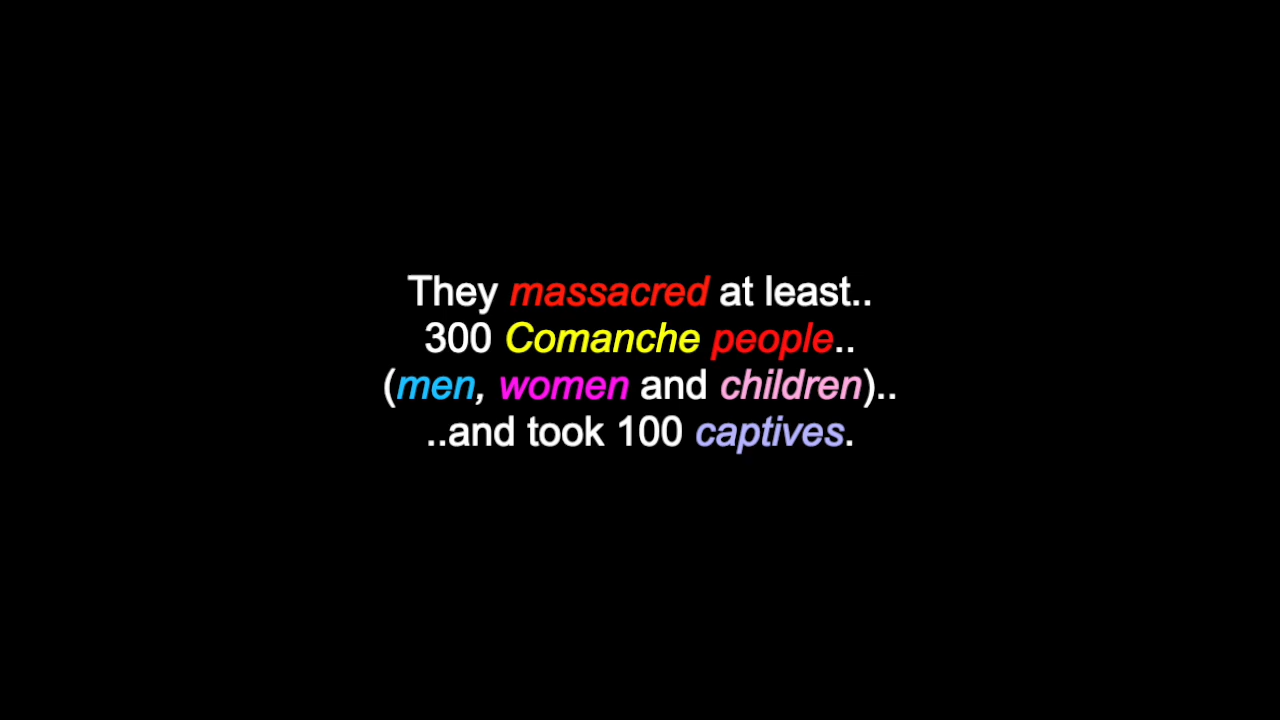 They massacred at least..
300 Comanche people..
(men, women and children)..
..and took 100 captives.